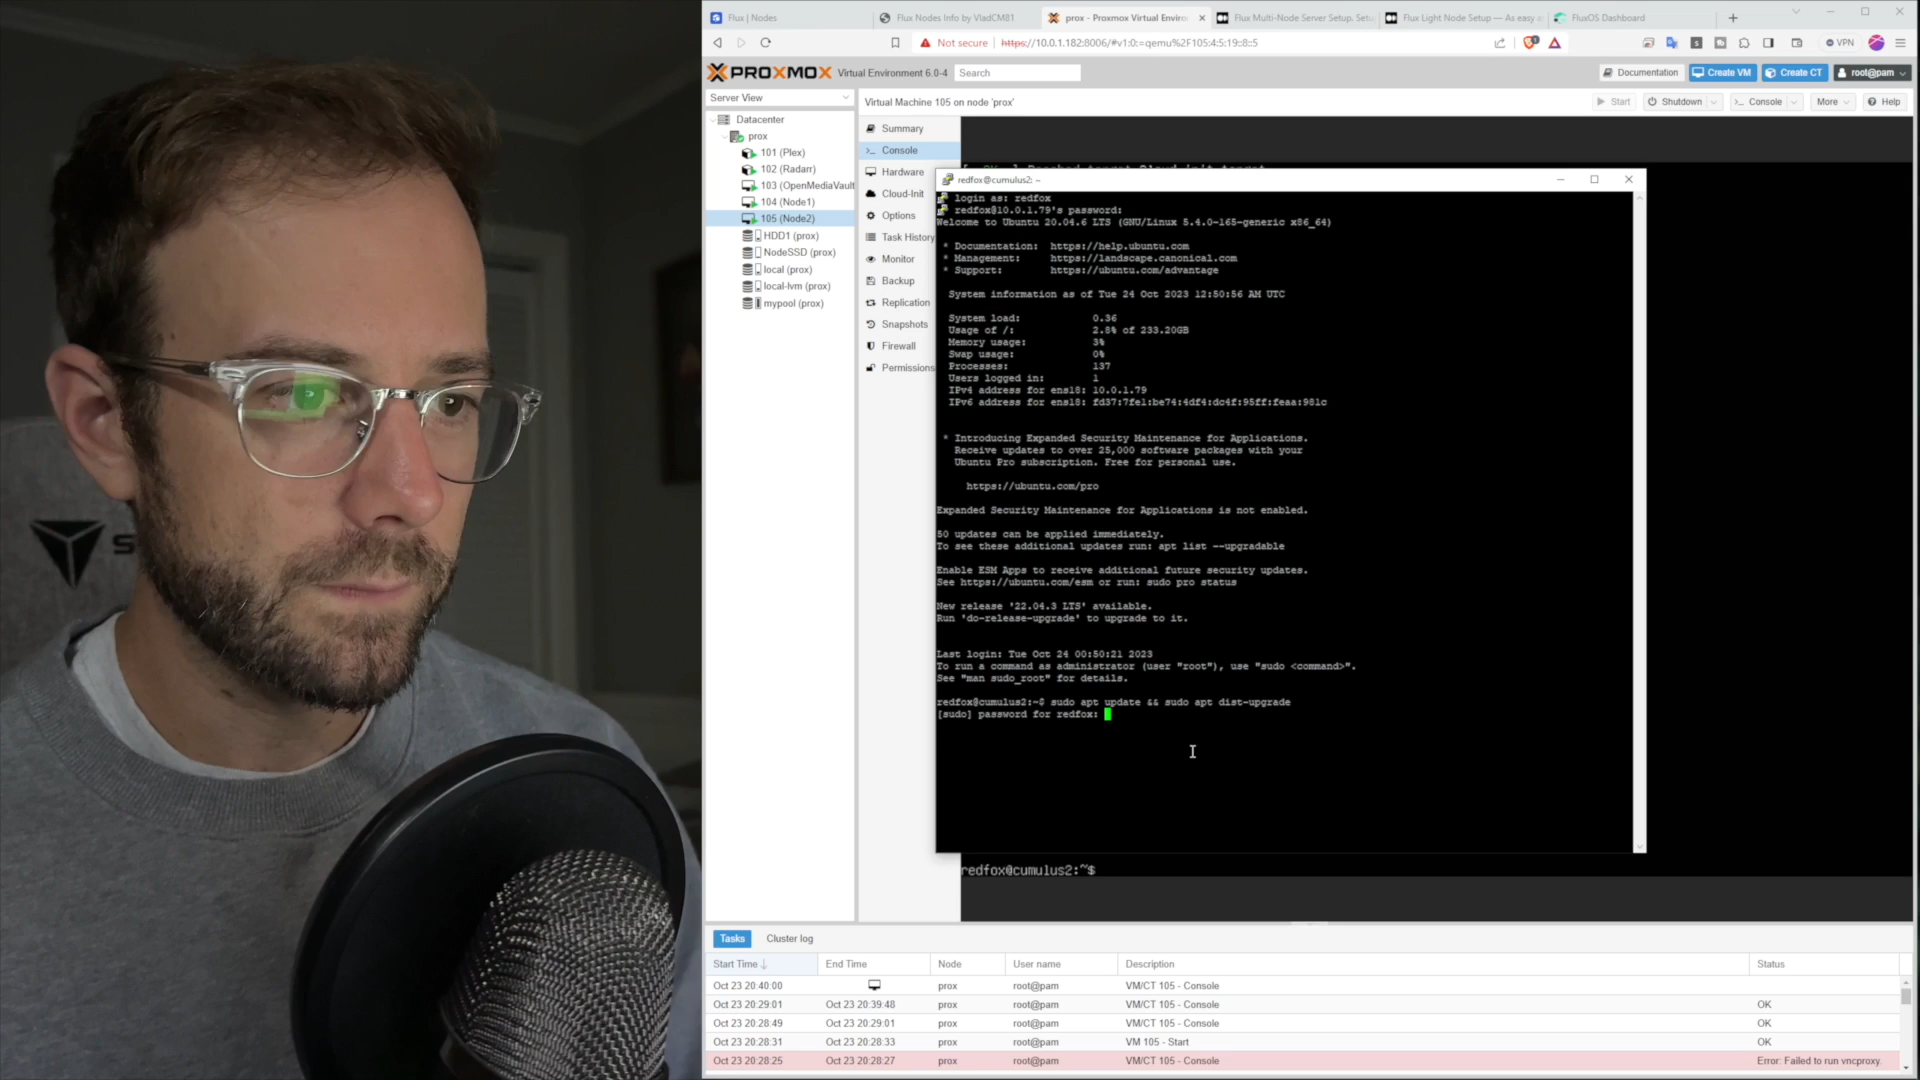 Flux | Nodes
Flux Nodes Info by VladCM81
prox - Proxmox Virtual Enviro
Flux Multi-Node Server Setup. Setu
Flux Light Node Setup — As easy a
FluxOS Dashboard
Not secure
https://10.0.1.182:8006/#v1:0:=qemu%2F105:4:5:19::8::5
VPN
PROXMOX Virtual Environment 6.0-4
Search
Documentation
Create VM
Create CT
root@pam
Server View
Virtual Machine 105 on node 'prox'
Start
Shutdown
Console
More
Help
Datacenter
prox
101 (Plex)
102 (Radarr)
103 (OpenMediaVault
104 (Node1)
105 (Node2)
HDD1 (prox)
NodeSSD (prox)
local (prox)
local-lvm (prox)
mypool (prox)
Summary
Console
Hardware
Cloud-Init
Options
Task History
Monitor
Backup
Replication
Snapshots
Firewall
Permissions
redfox@cumulus2: ~
login as: redfox
redfox@10.0.1.79's password:
Welcome to Ubuntu 20.04.6 LTS (GNU/Linux 5.4.0-165-generic x86_64)
* Documentation: https://help.ubuntu.com
* Management: https://landscape.canonical.com
* Support: https://ubuntu.com/advantage
System information as of Tue 24 Oct 2023 12:50:56 AM UTC
System load: 0.36
Usage of /: 2.8% of 233.20GB
Memory usage: 3%
Swap usage: 0%
Processes: 137
Users logged in: 1
IPv4 address for ens18: 10.0.1.79
IPv6 address for ens18: fd37:7fe1:be74:4df4:dc4f:95ff:feaa:981c
* Introducing Expanded Security Maintenance for Applications.
Receive updates to over 25,000 software packages with your
Ubuntu Pro subscription. Free for personal use.
https://ubuntu.com/pro
Expanded Security Maintenance for Applications is not enabled.
50 updates can be applied immediately.
To see these additional updates run: apt list --upgradable
Enable ESM Apps to receive additional future security updates.
See https://ubuntu.com/esm or run: sudo pro status
New release '22.04.3 LTS' available.
Run 'do-release-upgrade' to upgrade to it.
Last login: Tue Oct 24 00:50:21 2023
To run a command as administrator (user "root"), use "sudo <command>".
See "man sudo_root" for details.
redfox@cumulus2:~$ sudo apt update && sudo apt dist-upgrade
[sudo] password for redfox:
redfox@cumulus2:~$
Tasks
Cluster log
Start Time
End Time
Node
User name
Description
Status
Oct 23 20:40:00 prox root@pam VM/CT 105 - Console
Oct 23 20:29:01 Oct 23 20:39:48 prox root@pam VM/CT 105 - Console OK
Oct 23 20:28:49 Oct 23 20:29:01 prox root@pam VM/CT 105 - Console OK
Oct 23 20:28:31 Oct 23 20:28:33 prox root@pam VM 105 - Start OK
Oct 23 20:28:25 Oct 23 20:28:27 prox root@pam VM/CT 105 - Console Error: Failed to run vncproxy.